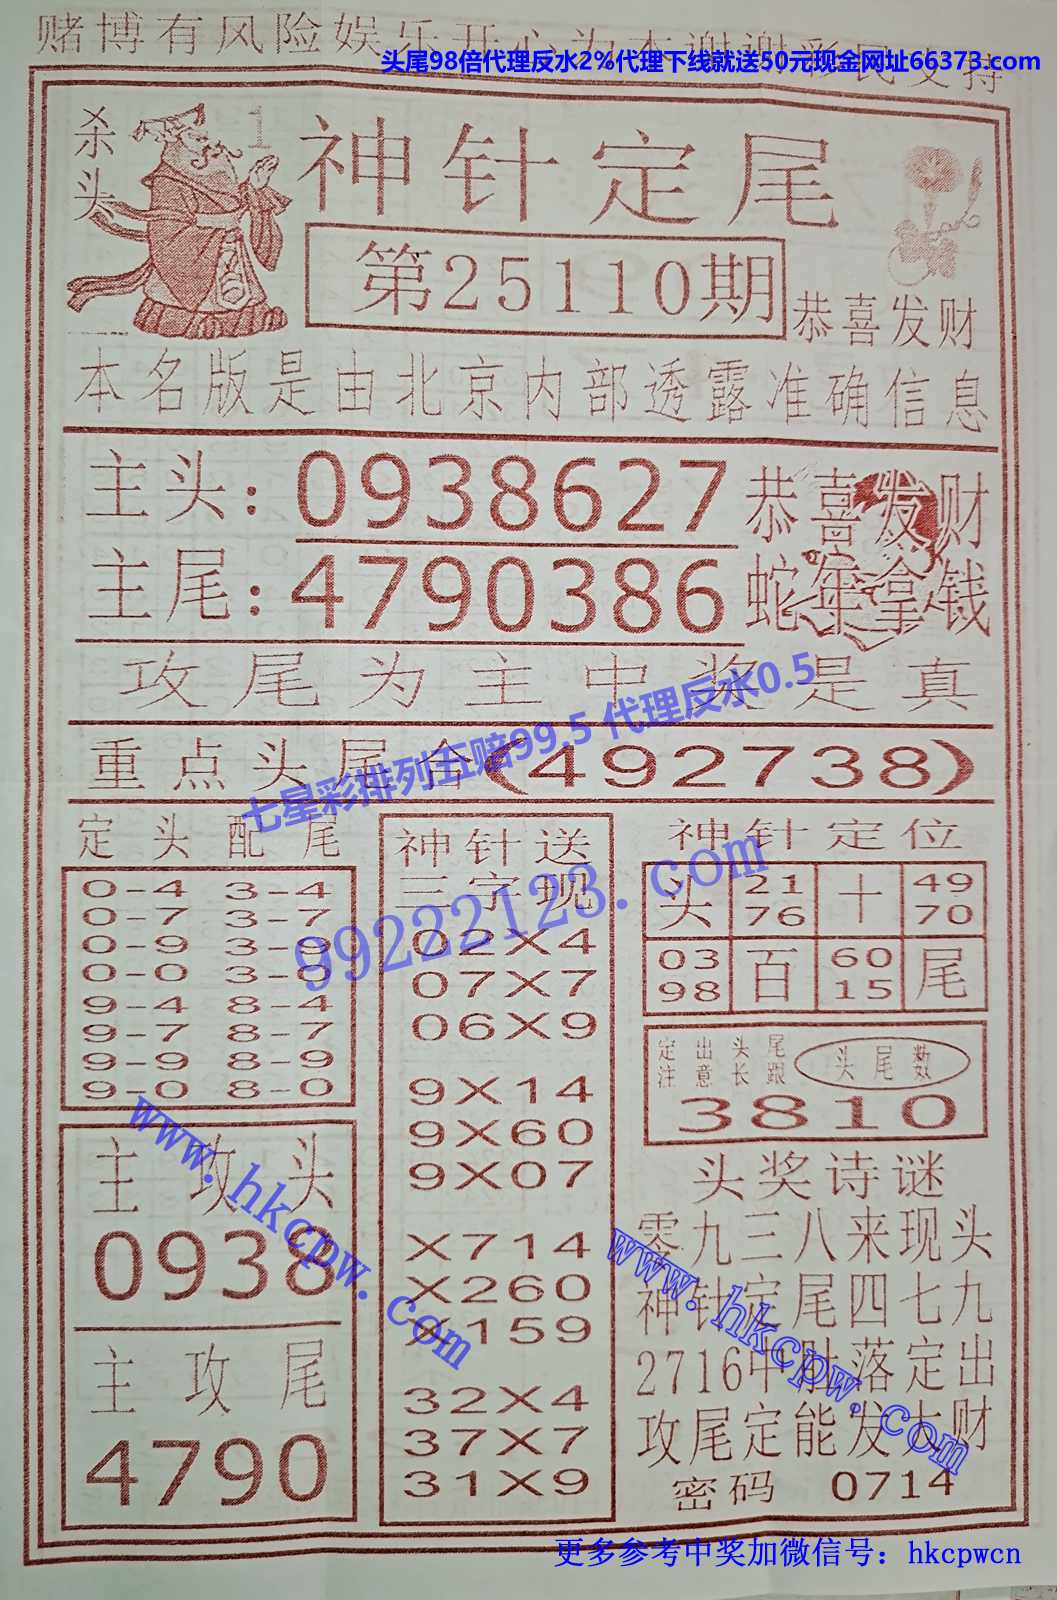 赌博有风险娱乐开心为本谢谢彩民支持
头尾98倍代理反水2%代理下线就送50元现金网址66373.com
杀头
1
神针定尾
第25110期
恭喜发财
本名版是由北京内部透露准确信息
主头:0938627
恭喜发财
主尾:4790386
蛇年拿钱
攻尾为主中奖是真
七星彩排列五赔99.5 代理反水0.5
重点头尾合(492738)
定头配尾
0-4 3-4
0-7 3-7
0-9 3-9
0-0 3-0
9-4 8-4
9-7 8-7
9-9 8-9
9-0 8-0
神针送
三字现
99222123.com
02X4
07X7
06X9
9X14
9X60
9X07
X714
X260
X159
32X4
37X7
31X9
神针定位
头 21 十 49
76 70
03 百 60 尾
98 15
定出头尾
注意长跟
头尾数
3810
主攻头
0938
主攻尾
4790
www.hkcpw.com
头奖诗谜
零九三八来现头
神针定尾四七九
2716中肚落定出
攻尾定能发大财
www.hkcpw.com
密码 0714
更多参考中奖加微信号：hkcpwcn